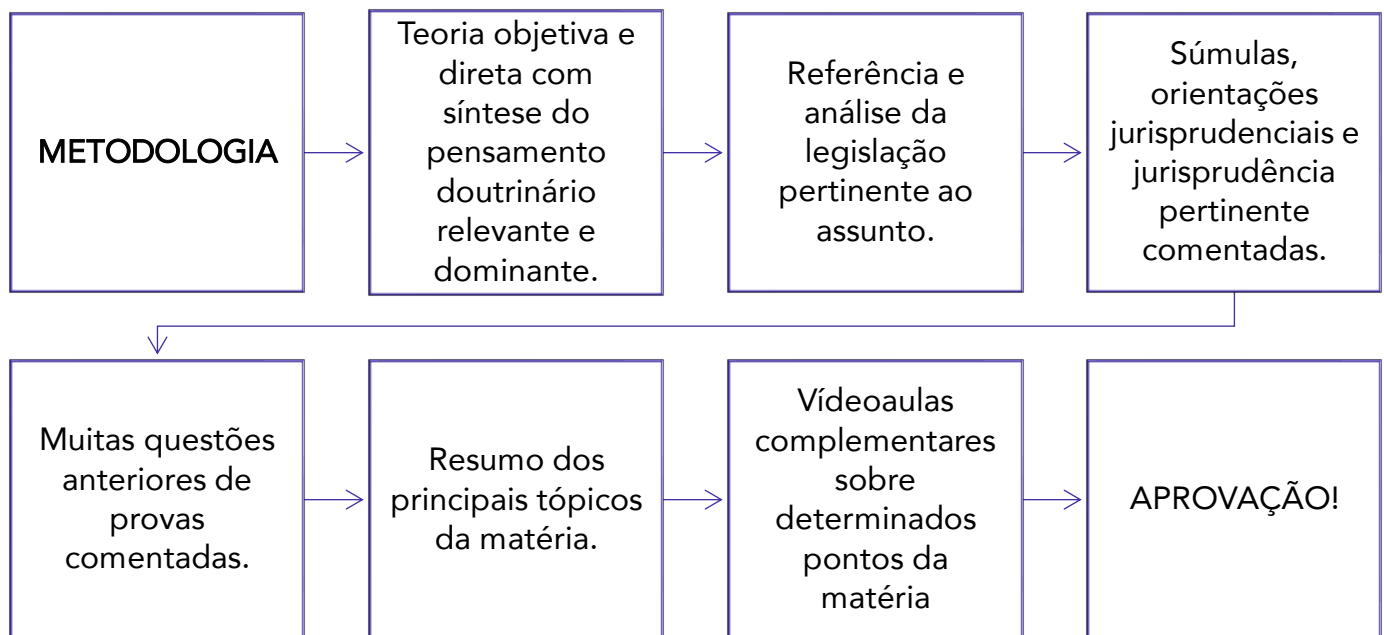 METODOLOGIA
Teoria objetiva e
direta com
síntese do
pensamento
doutrinário
relevante e
dominante.
Referência e
análise da
legislação
pertinente ao
assunto.
Súmulas,
orientações
jurisprudenciais e
jurisprudência
pertinente
comentadas.
Muitas questões
anteriores de
provas
comentadas.
Resumo dos
principais tópicos
da matéria.
Vídeoaulas
complementares
sobre
determinados
pontos da
matéria
APROVAÇÃO!